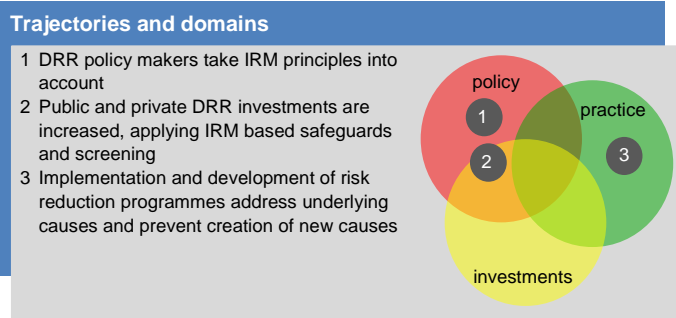 Trajectories and domains
1 DRR policy makers take IRM principles into
account
2 Public and private DRR investments are
increased, applying IRM based safeguards
and screening
3 Implementation and development of risk
reduction programmes address underlying
causes and prevent creation of new causes
policy
1
practice
2
3
investments